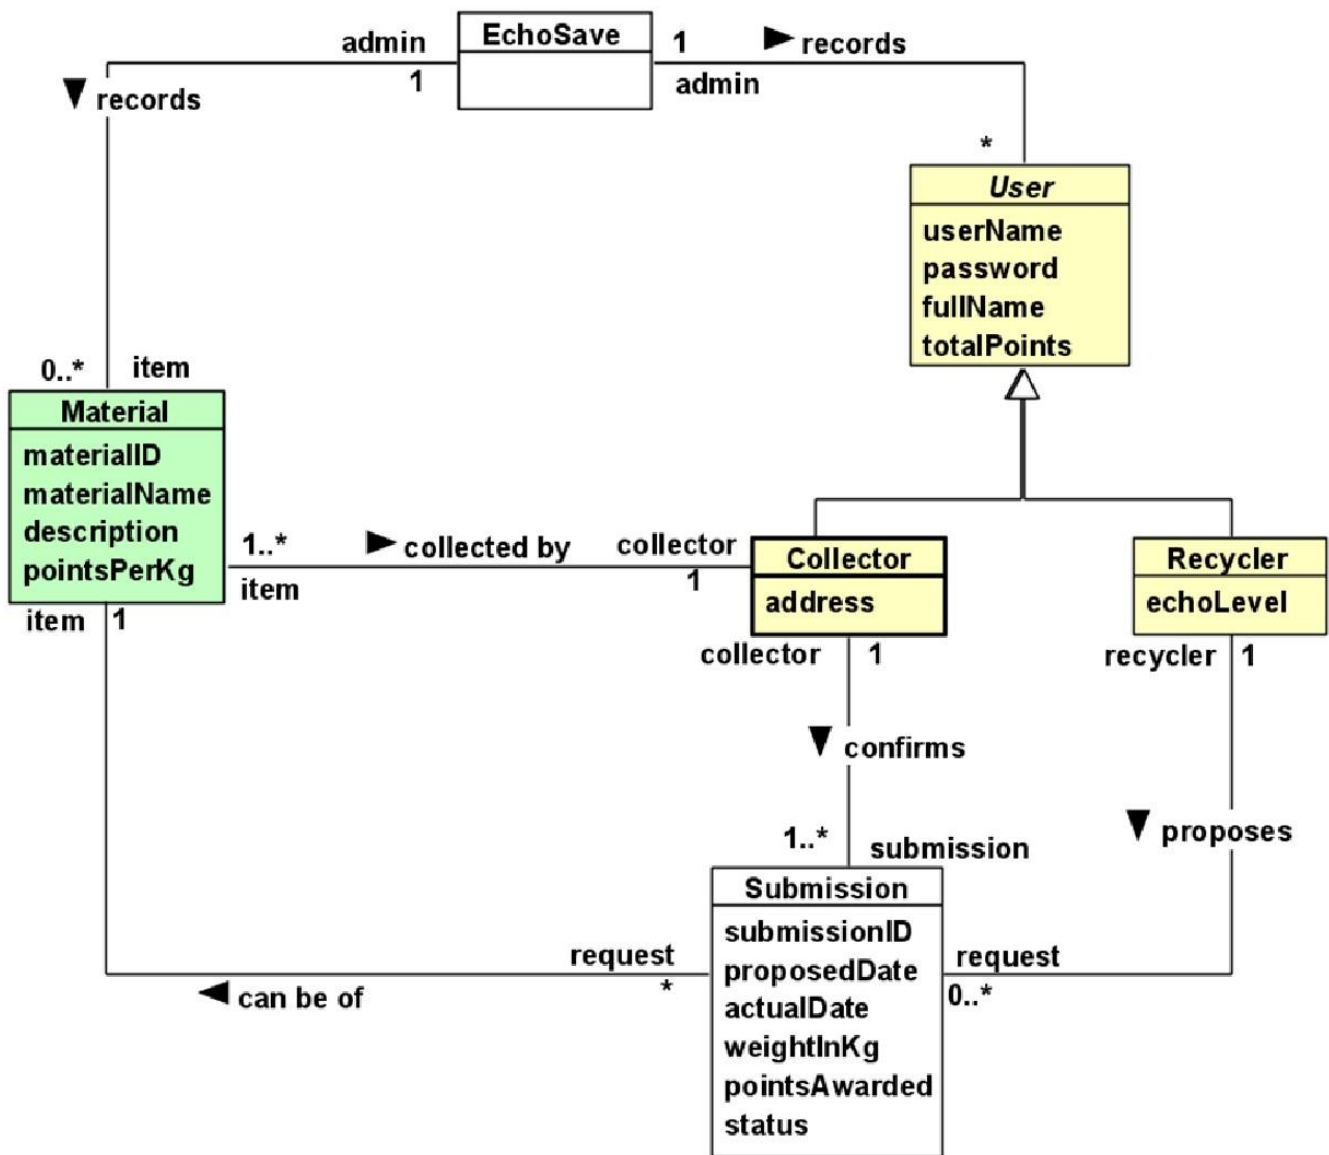 EchoSave
admin
1
1
records
admin
records
*
User
userName
password
fullName
totalPoints
0..*
item
Material
materialID
materialName
description
pointsPerKg
1..*
collected by
collector
item
1
Collector
address
Recycler
echoLevel
item
1
collector
1
recycler
1
confirms
proposes
1..*
submission
Submission
submissionID
proposedDate
actualDate
weightInKg
pointsAwarded
status
request
*
can be of
request
0..*